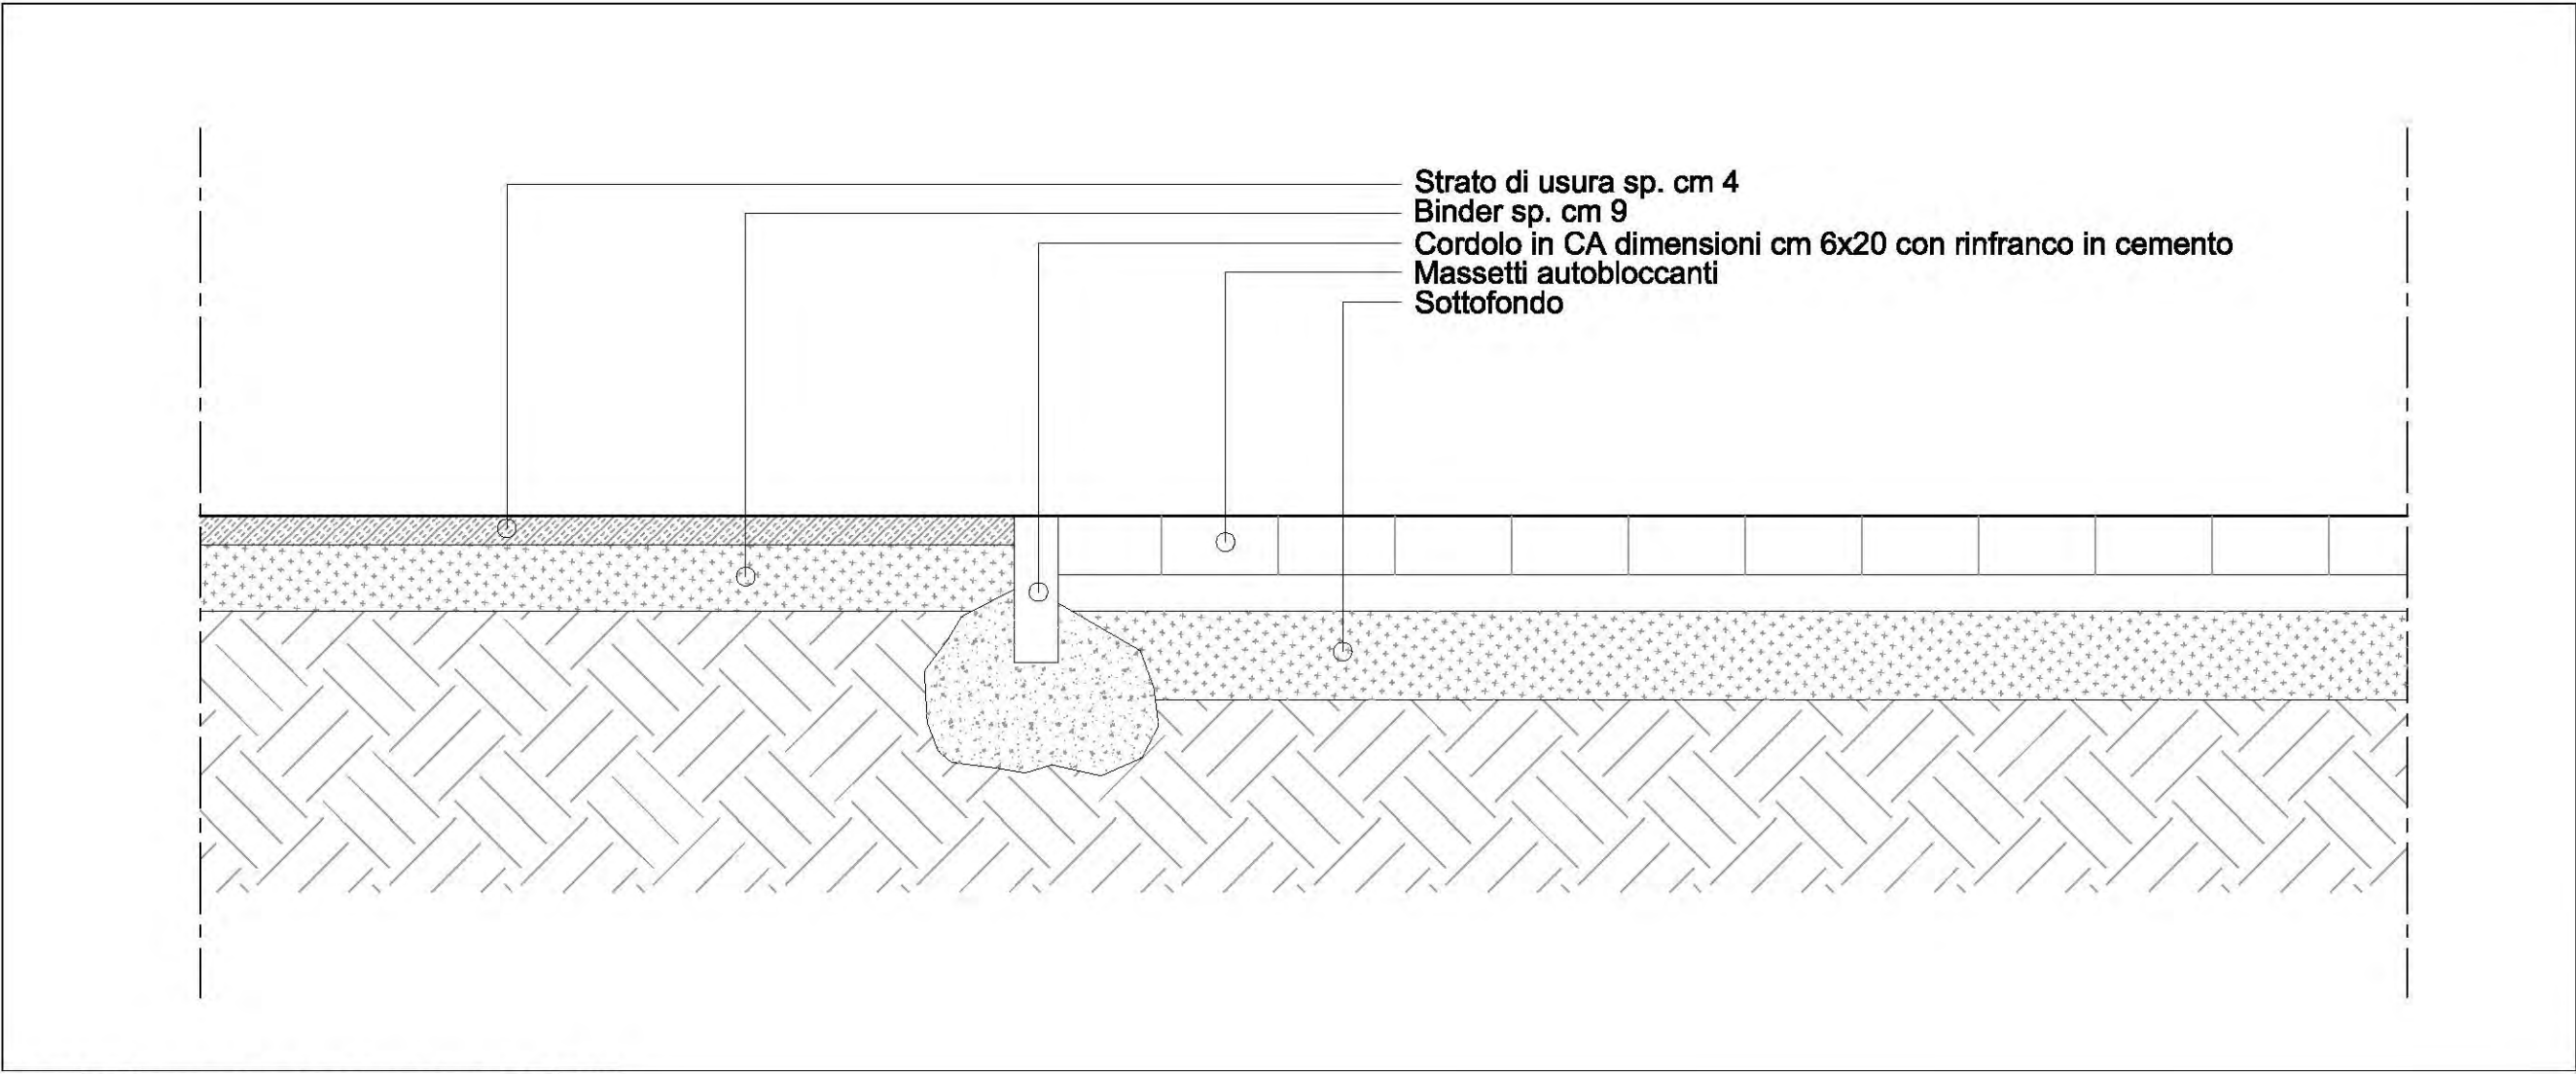 Strato di usura sp. cm 4
Binder sp. cm 9
Cordolo in CA dimensioni cm 6x20 con rinfranco in cemento
Massetti autobloccanti
Sottofondo